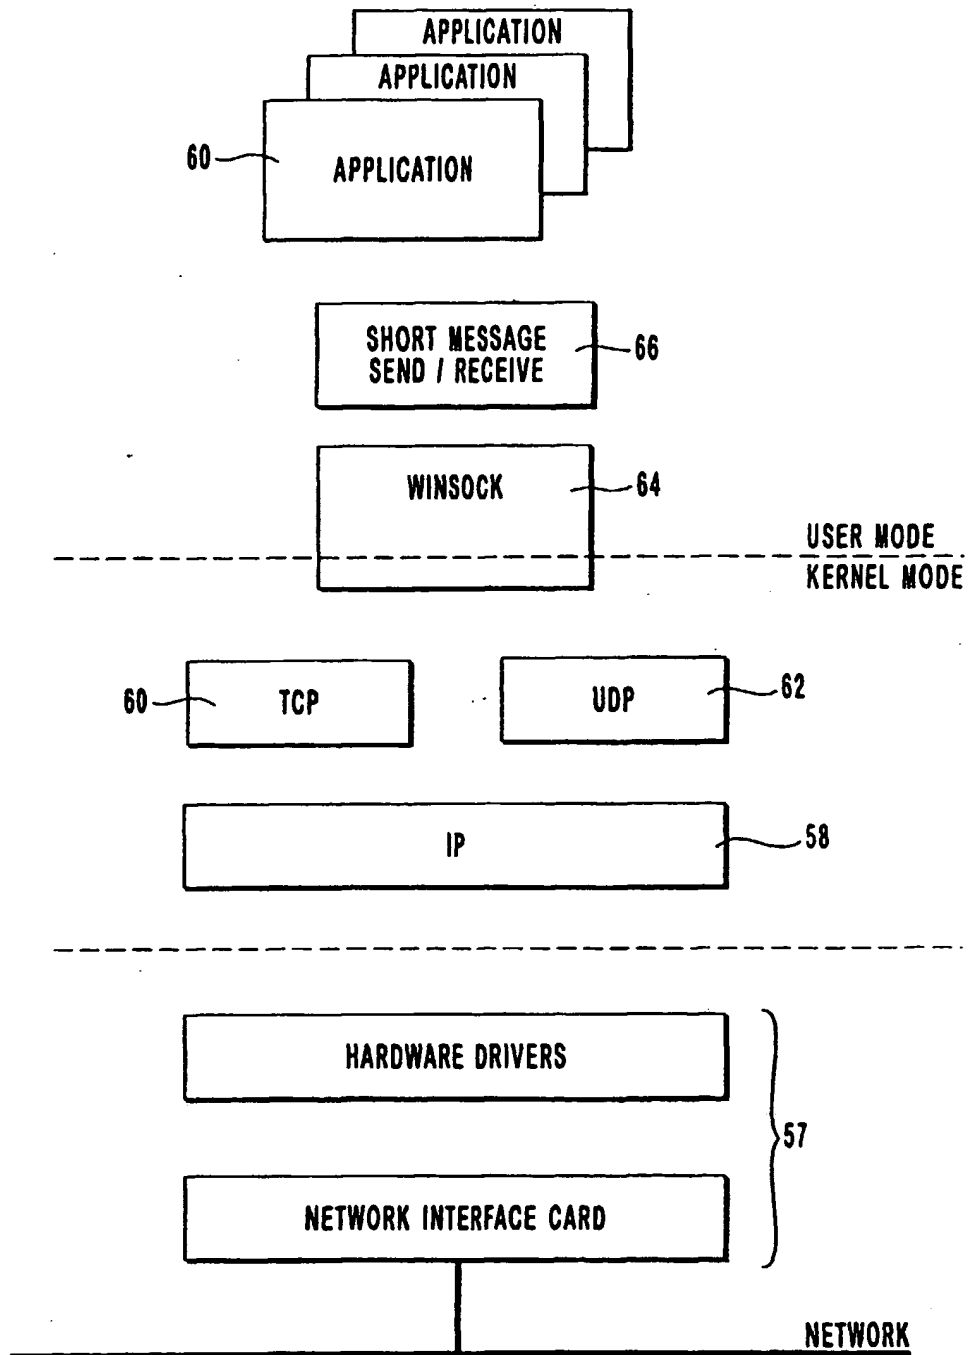 APPLICATION
APPLICATION
60
APPLICATION
SHORT MESSAGE
SEND / RECEIVE
66
WINSOCK
64
USER MODE
KERNEL MODE
60
TCP
UDP
62
IP
58
HARDWARE DRIVERS
57
NETWORK INTERFACE CARD
NETWORK